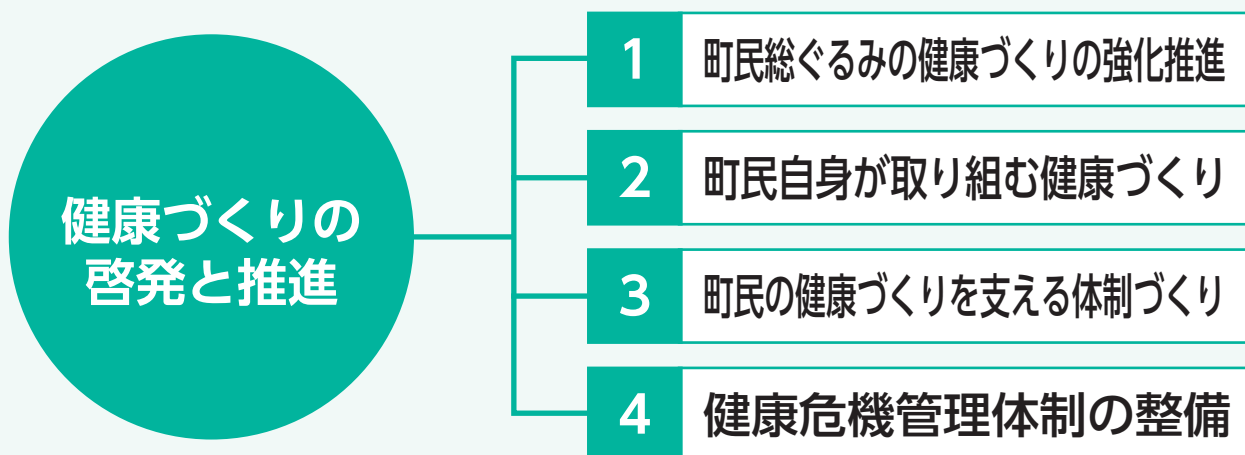 健康づくりの
啓発と推進
1 町民総ぐるみの健康づくりの強化推進
2 町民自身が取り組む健康づくり
3 町民の健康づくりを支える体制づくり
4 健康危機管理体制の整備